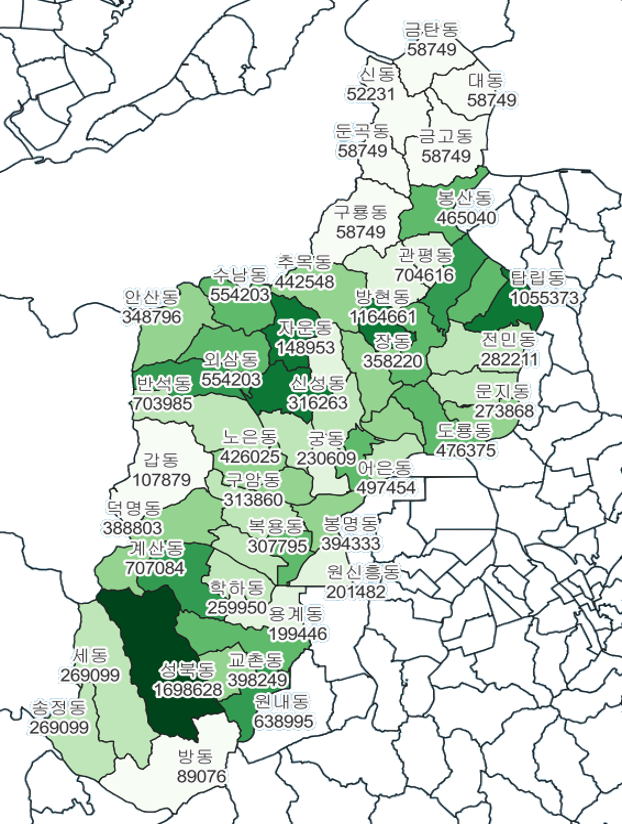 금탄동
58749
신동
52231
대동
58749
둔곡동
58749
금고동
58749
봉산동
465040
구룡동
58749
관평동
704616
추목동
442548
수남동
554203
탑립동
1055373
안산동
348796
방현동
1164661
자운동
148953
장동
358220
전민동
282211
외삼동
554203
반석동
703985
신성동
316263
문지동
273868
도룡동
476375
노은동
426025
궁동
230609
어은동
497454
갑동
107879
구암동
313860
덕명동
388803
복용동
307795
봉명동
394333
계산동
707084
원신흥동
201482
학하동
259950
용계동
199446
세동
269099
성북동
1698628
교촌동
398249
송정동
269099
원내동
638995
방동
89076